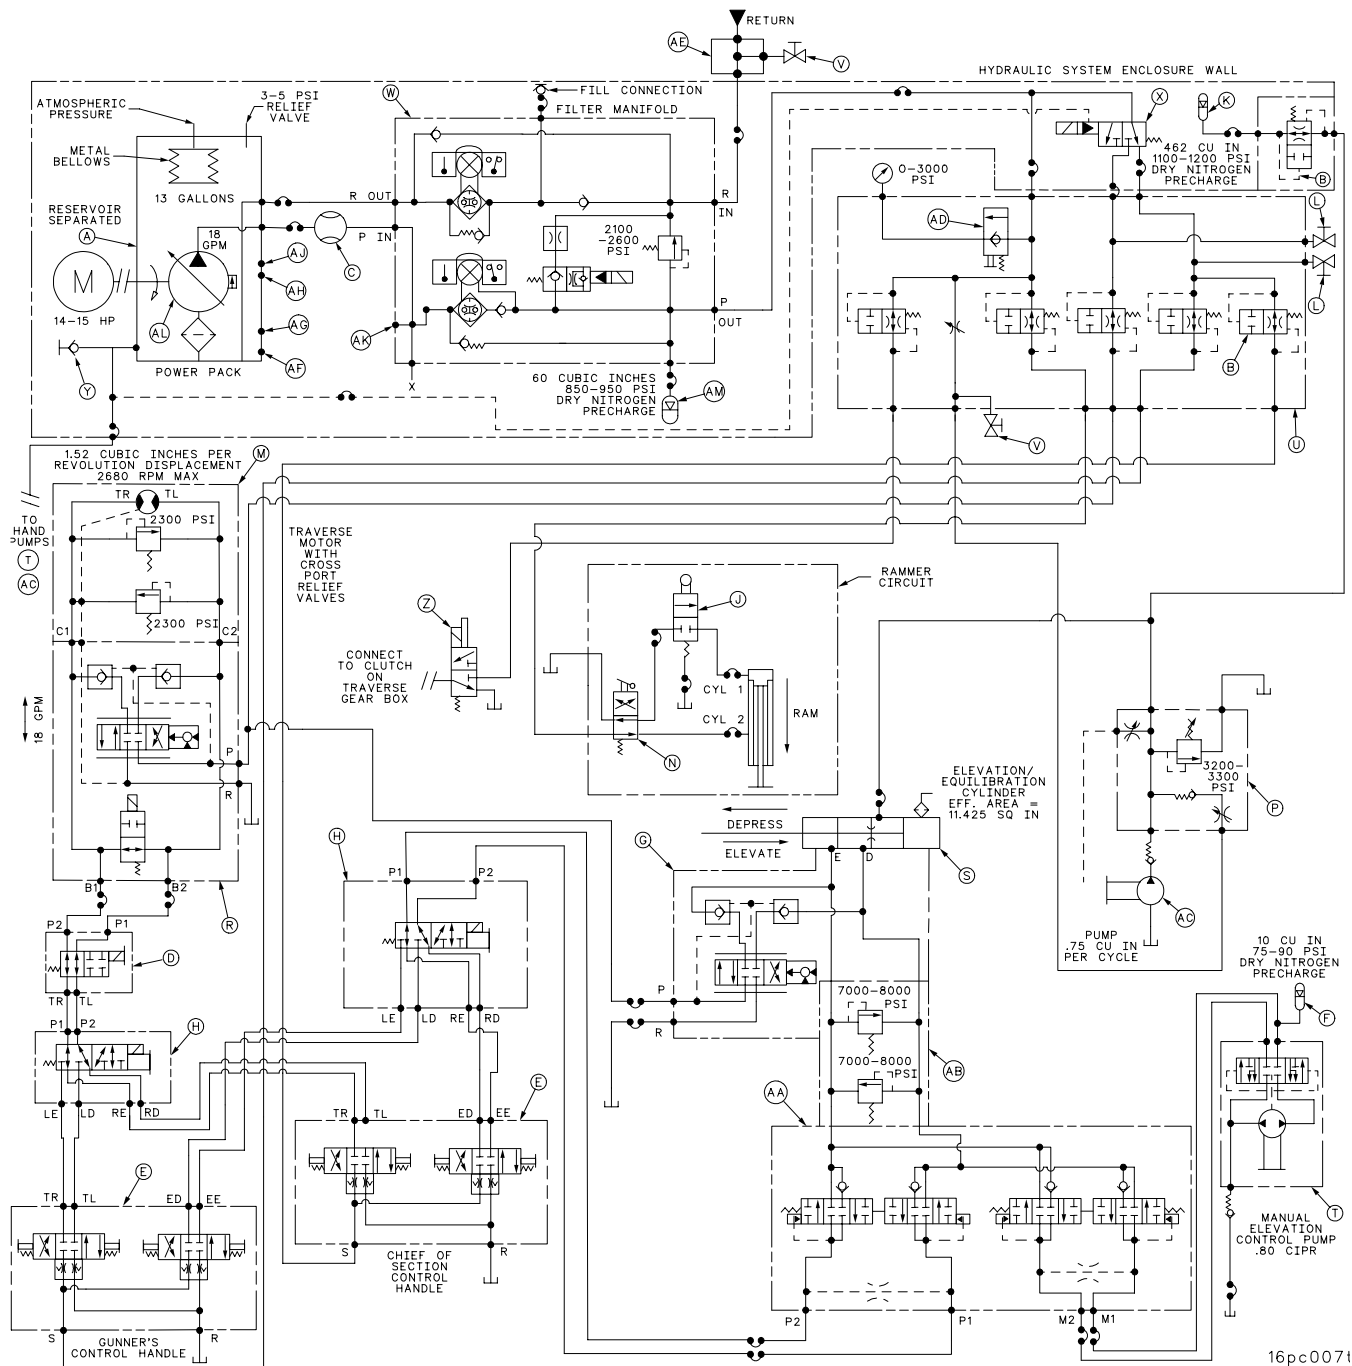 RETURN
AE
V
HYDRAULIC SYSTEM ENCLOSURE WALL
ATMOSPHERIC
PRESSURE
3-5 PSI
RELIEF
VALVE
W
FILL CONNECTION
FILTER MANIFOLD
X
K
METAL
BELLOWS
462 CU IN
1100-1200 PSI
DRY NITROGEN
PRECHARGE
B
13 GALLONS
R OUT
R
IN
0-3000
PSI
RESERVOIR
SEPARATED
A
18
GPM
P IN
AD
L
2100
-2600
PSI
C
AJ
M
AH
L
14-15 HP
AL
P
OUT
AG
AK
B
Y
AF
POWER PACK
X
60 CUBIC INCHES
850-950 PSI
DRY NITROGEN
PRECHARGE
AM
V
U
1.52 CUBIC INCHES PER
REVOLUTION DISPLACEMENT
2680 RPM MAX
M
TR TL
TO
HAND
PUMPS
T
AC
2300 PSI
TRAVERSE
MOTOR
WITH
CROSS
PORT
RELIEF
VALVES
RAMMER
CIRCUIT
Z
J
2300 PSI
C1
C2
CONNECT
TO CLUTCH
ON
TRAVERSE
GEAR BOX
CYL 1
CYL 2
RAM
18 GPM
N
P
R
ELEVATION/
EQUILIBRATION
CYLINDER
EFF. AREA =
11.425 SQ IN
3200-
3300
PSI
P
DEPRESS
ELEVATE
H
G
E
D
S
P1
P2
B1
B2
R
AC
P2
P1
D
PUMP
.75 CU IN
PER CYCLE
10 CU IN
75-90 PSI
DRY NITROGEN
PRECHARGE
TR TL
P
R
7000-8000
PSI
F
LE LD RE RD
P1 P2
H
7000-8000
PSI
AB
AA
LE LD RE RD
TR TL
ED EE
E
E
TR TL
ED EE
T
MANUAL
ELEVATION
CONTROL PUMP
.80 CIPR
S
R
CHIEF OF
SECTION
CONTROL
HANDLE
P2
P1
M2
M1
S
R
GUNNER'S
CONTROL HANDLE
16pc007t